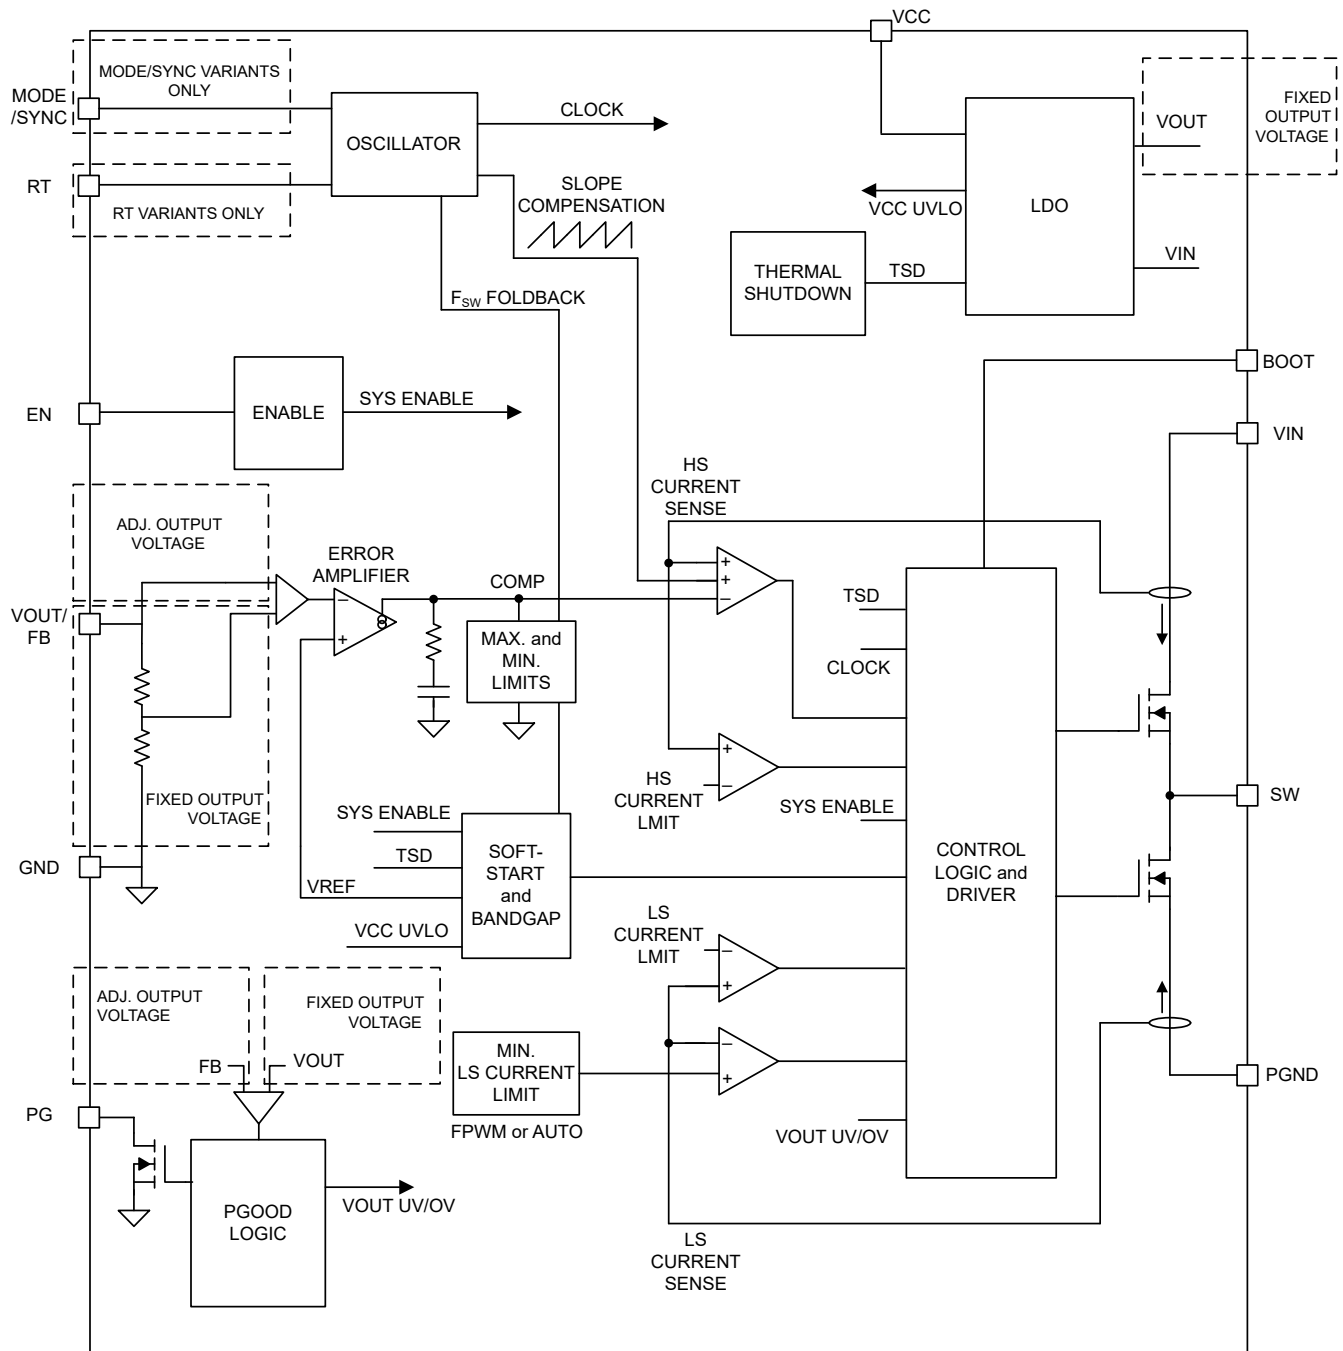 VCC
MODE/SYNC VARIANTS
ONLY
MODE
/SYNC
FIXED
OUTPUT
VOLTAGE
CLOCK
VOUT
OSCILLATOR
RT
SLOPE
COMPENSATION
VCC UVLO
LDO
RT VARIANTS ONLY
VIN
THERMAL
SHUTDOWN
TSD
FSW FOLDBACK
BOOT
EN
ENABLE
SYS ENABLE
VIN
HS
CURRENT
SENSE
ADJ. OUTPUT
VOLTAGE
ERROR
AMPLIFIER
COMP
+
+
−
−
+
VOUT/
FB
TSD
MAX. and
MIN.
LIMITS
CLOCK
+
−
HS
CURRENT
LMIT
FIXED OUTPUT
VOLTAGE
SYS ENABLE
SYS ENABLE
SW
GND
TSD
VREF
VCC UVLO
SOFT-
START
and
BANDGAP
CONTROL
LOGIC and
DRIVER
LS
CURRENT
LMIT
−
+
ADJ. OUTPUT
VOLTAGE
FIXED OUTPUT
VOLTAGE
FB
VOUT
MIN.
LS CURRENT
LIMIT
FPWM or AUTO
−
+
PGND
PG
VOUT UV/OV
PGOOD
LOGIC
VOUT UV/OV
LS
CURRENT
SENSE